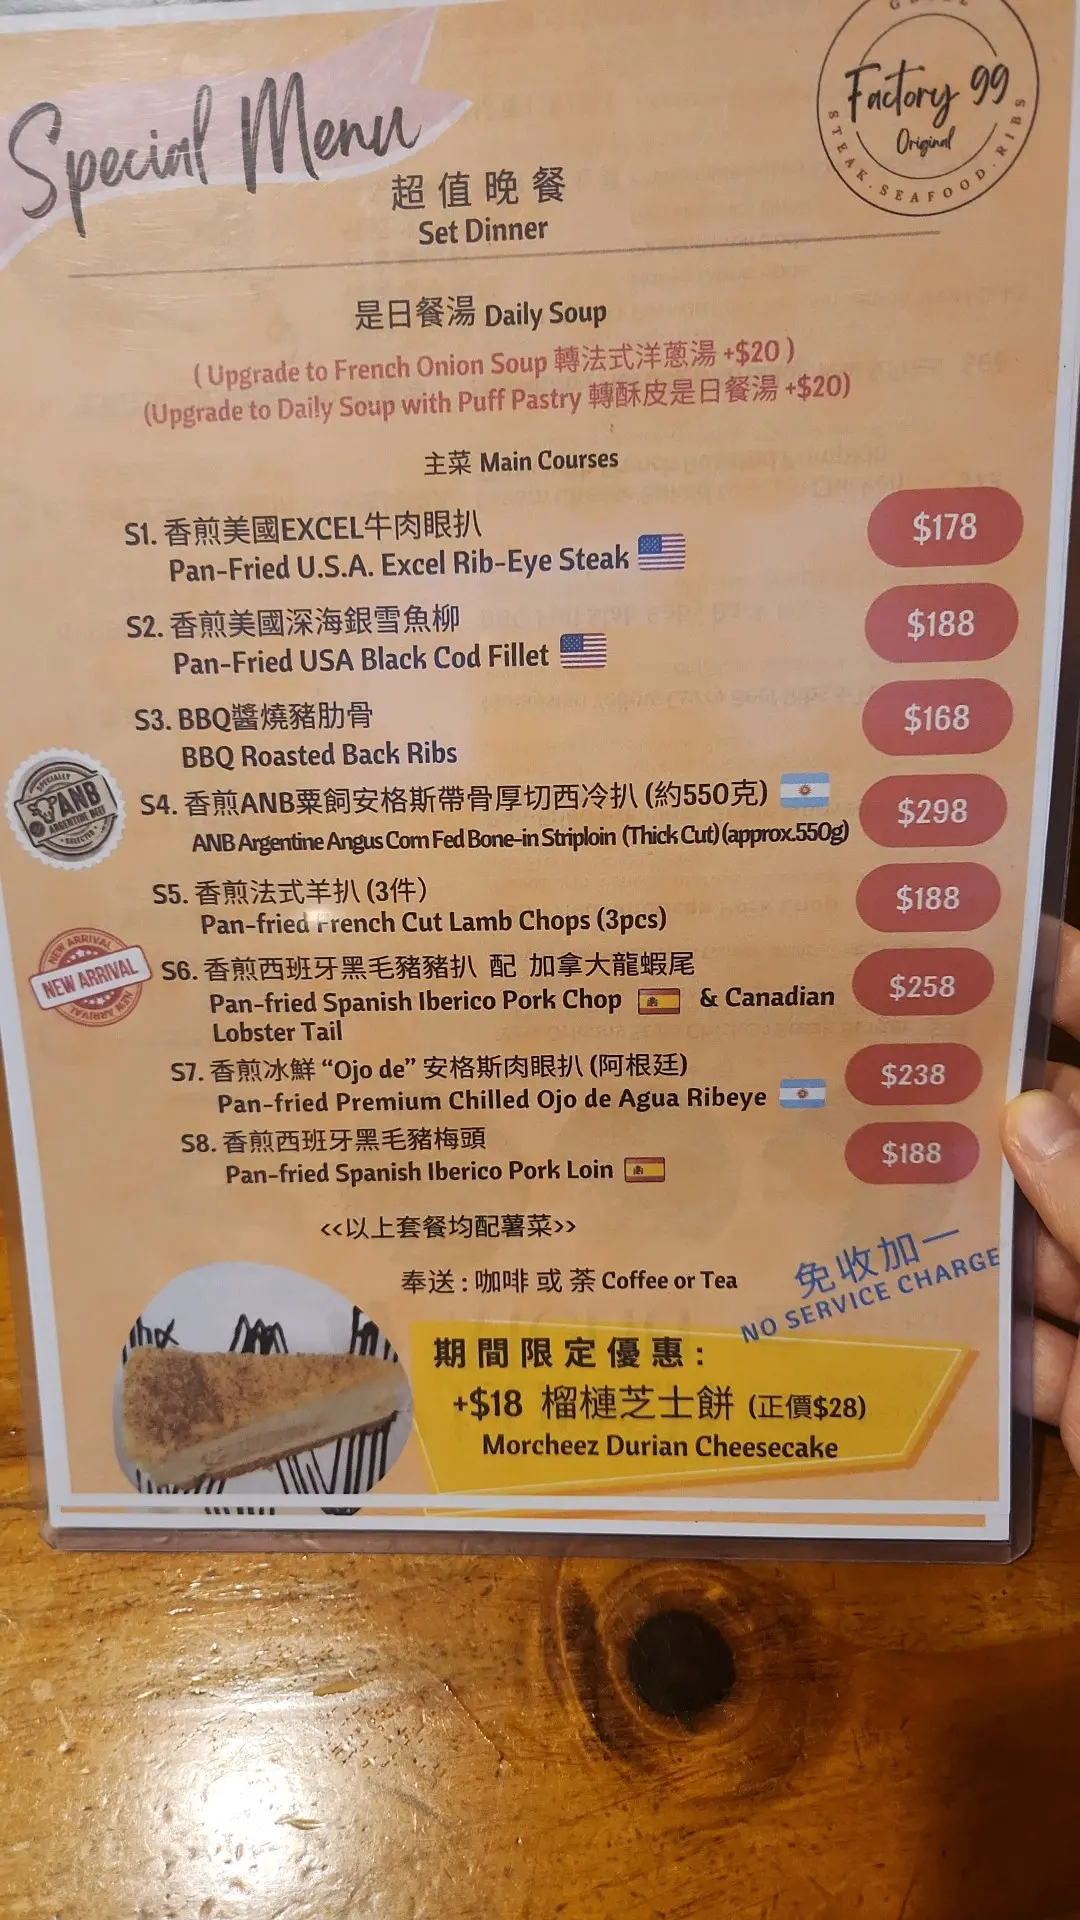 Special Menu
Factory 99
Original
STEAK.SEAFOOD.RIBS
超值晚餐
Set Dinner
是日餐湯 Daily Soup
( Upgrade to French Onion Soup 轉法式洋蔥湯 +$20 )
(Upgrade to Daily Soup with Puff Pastry 轉酥皮是日餐湯 +$20)
主菜 Main Courses
S1. 香煎美國EXCEL牛肉眼扒
Pan-Fried U.S.A. Excel Rib-Eye Steak
$178
S2. 香煎美國深海銀雪魚柳
Pan-Fried USA Black Cod Fillet
$188
S3. BBQ醬燒豬肋骨
BBQ Roasted Back Ribs
$168
SPECIALLY
ANB
ARGENTINE BEEF
SELECTED
S4. 香煎ANB粟飼安格斯帶骨厚切西冷扒 (約550克)
ANB Argentine Angus Corn Fed Bone-in Striploin (Thick Cut) (approx.550g)
$298
S5. 香煎法式羊扒 (3件)
Pan-fried French Cut Lamb Chops (3pcs)
$188
NEW ARRIVAL
NEW ARRIVAL
NEW ARRIVAL
S6. 香煎西班牙黑毛豬豬扒 配 加拿大龍蝦尾
Pan-fried Spanish Iberico Pork Chop & Canadian
Lobster Tail
$258
S7. 香煎冰鮮 “Ojo de” 安格斯肉眼扒 (阿根廷)
Pan-fried Premium Chilled Ojo de Agua Ribeye
$238
S8. 香煎西班牙黑毛豬梅頭
Pan-fried Spanish Iberico Pork Loin
$188
<<以上套餐均配薯菜>>
奉送 : 咖啡 或 茶 Coffee or Tea
免收加一
NO SERVICE CHARGE
期間限定優惠:
+$18 榴槤芝士餅 (正價$28)
Morcheez Durian Cheesecake